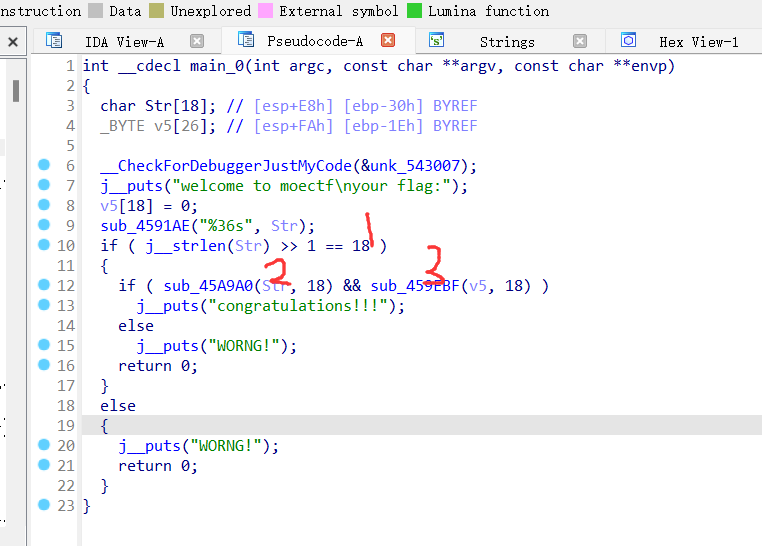 nstruction Data Unexplored External symbol Lumina function
IDA View-A Pseudocode-A Strings Hex View-1
1 int __cdecl main_0(int argc, const char **argv, const char **envp)
2 {
3 char Str[18]; // [esp+E8h] [ebp-30h] BYREF
4 _BYTE v5[26]; // [esp+FAh] [ebp-1Eh] BYREF
5
6 __CheckForDebuggerJustMyCode(&unk_543007);
7 j__puts("welcome to moectf\nyour flag:");
8 v5[18] = 0;
9 sub_4591AE("%36s", Str);
10 if ( j__strlen(Str) >> 1 == 18 )
1
11 {
2 3
12 if ( sub_45A9A0(Str, 18) && sub_459EBF(v5, 18) )
13 j__puts("congratulations!!!");
14 else
15 j__puts("WORNG!");
16 return 0;
17 }
18 else
19 {
20 j__puts("WORNG!");
21 return 0;
22 }
23 }